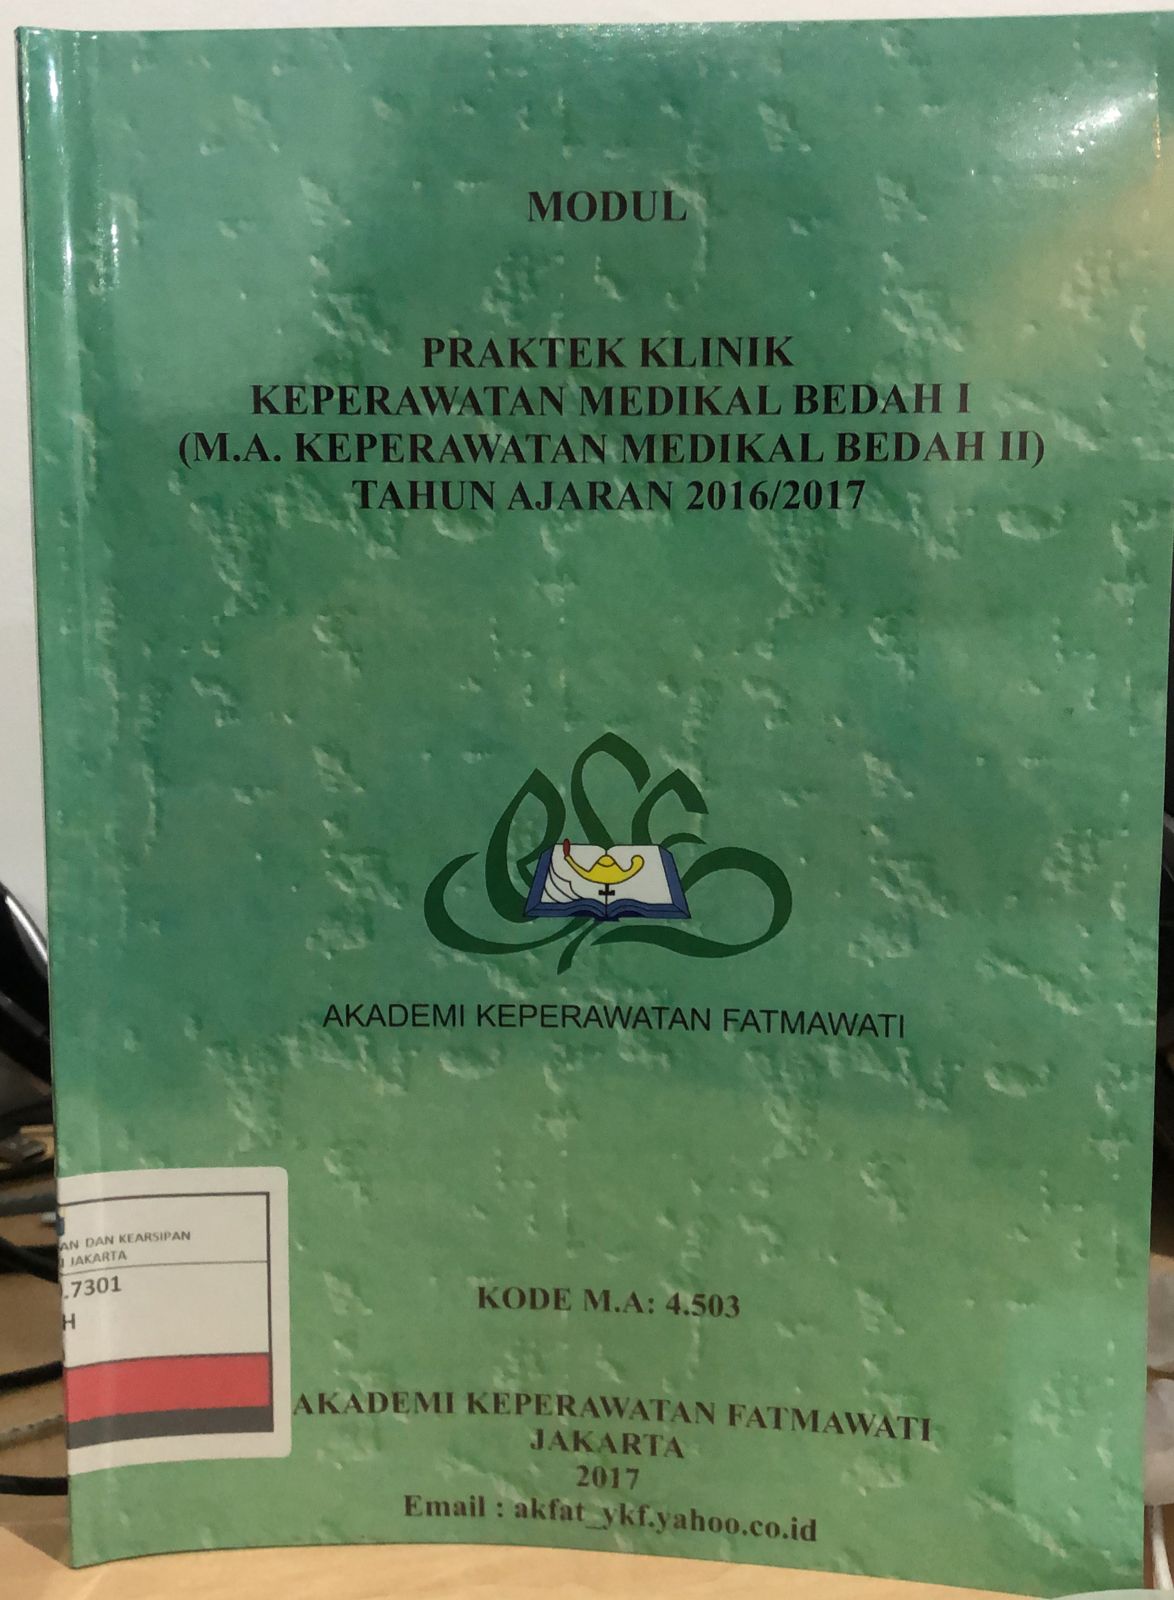 MODUL
PRAKTEK KLINIK
KEPERAWATAN MEDIKAL BEDAH I
(M.A. KEPERAWATAN MEDIKAL BEDAH II)
TAHUN AJARAN 2016/2017
AKADEMI KEPERAWATAN FATMAWATI
AN DAN KEARSIPAN
I JAKARTA
.7301
H
KODE M.A: 4.503
AKADEMI KEPERAWATAN FATMAWATI
JAKARTA
2017
Email : akfat_ykf.yahoo.co.id